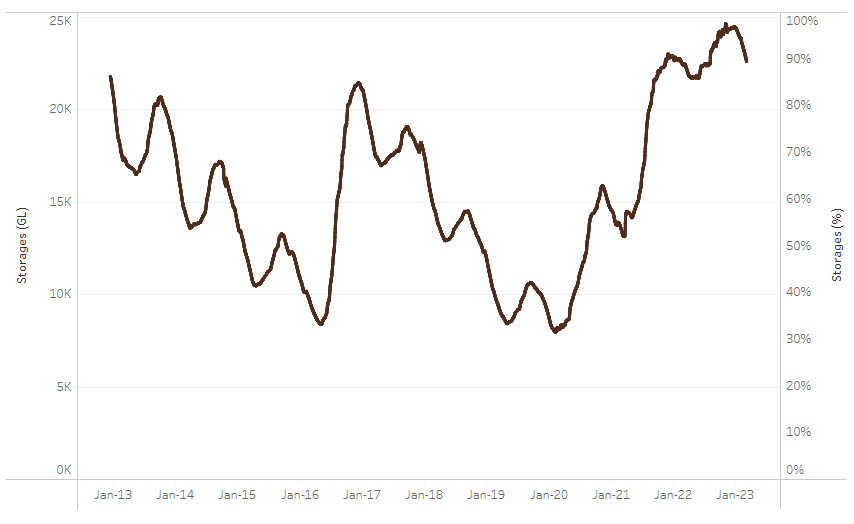 25K
20K
15K
10K
5K
0K
Storages (GL)
100%
90%
80%
70%
60%
50%
40%
30%
20%
10%
0%
Storages (%)
Jan-13 Jan-14 Jan-15 Jan-16 Jan-17 Jan-18 Jan-19 Jan-20 Jan-21 Jan-22 Jan-23